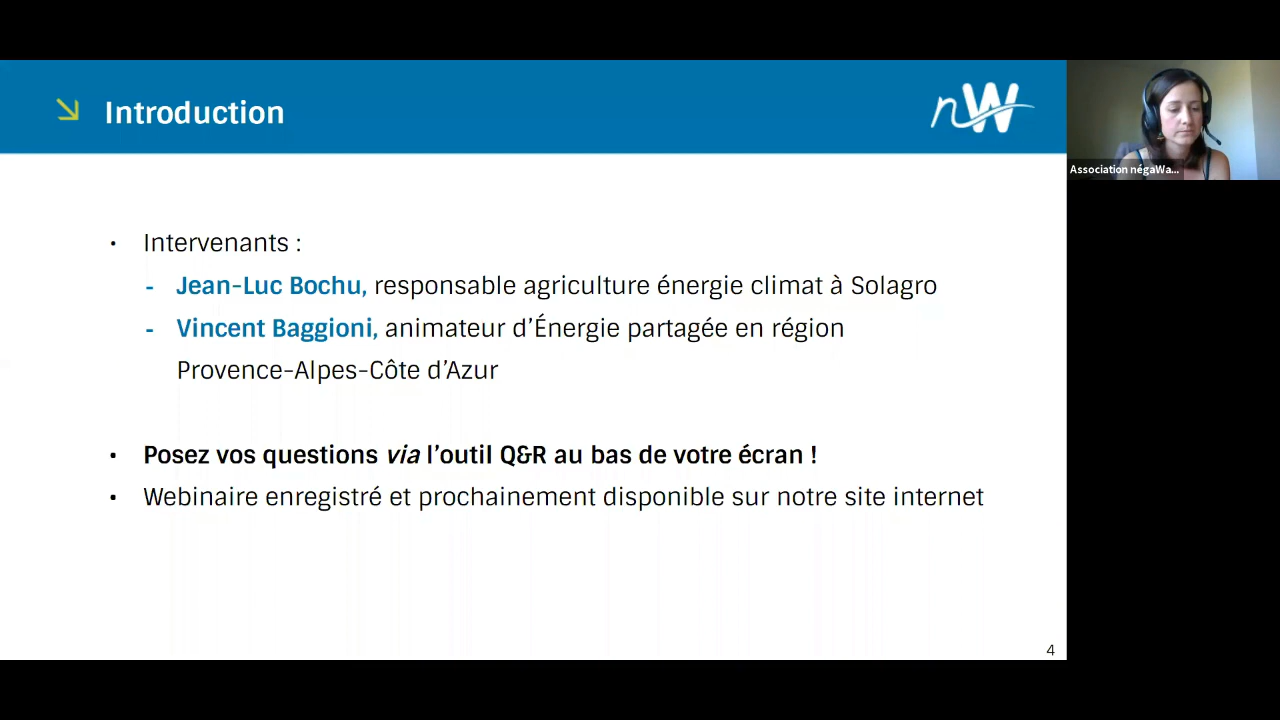 Introduction
nW
Association négaWa...
• Intervenants :
- Jean-Luc Bochu, responsable agriculture énergie climat à Solagro
- Vincent Baggioni, animateur d’Énergie partagée en région
Provence-Alpes-Côte d’Azur
• Posez vos questions via l’outil Q&R au bas de votre écran !
• Webinaire enregistré et prochainement disponible sur notre site internet
4